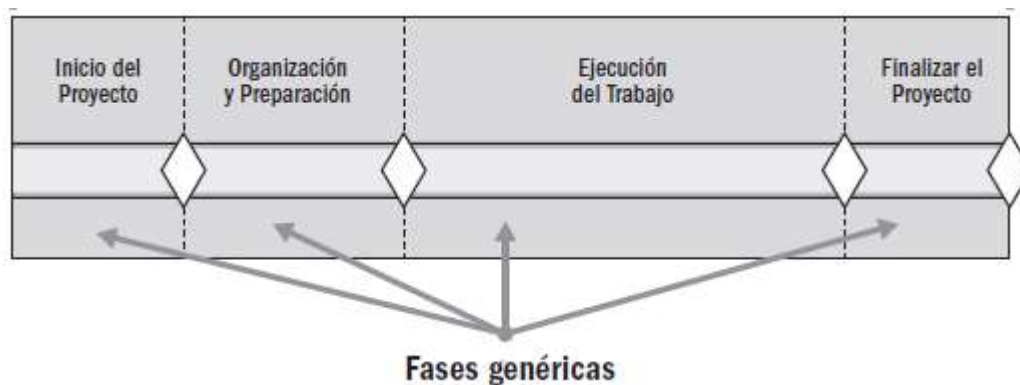 Inicio del
Proyecto
Organización
y Preparación
Ejecución
del Trabajo
Finalizar el
Proyecto
Fases genéricas